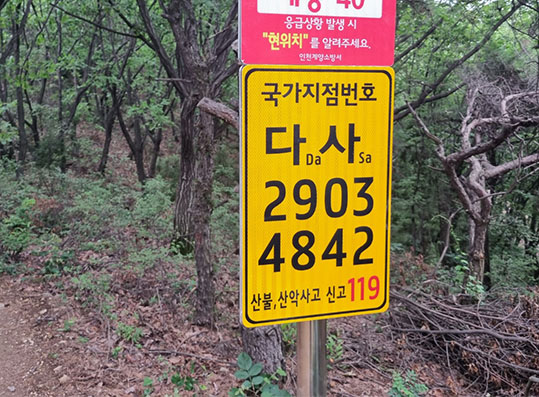 40
응급상황 발생 시
"현위치"를 알려주세요.
인천계양소방서
국가지점번호
다Da 사Sa
2903
4842
산불,산악사고 신고119